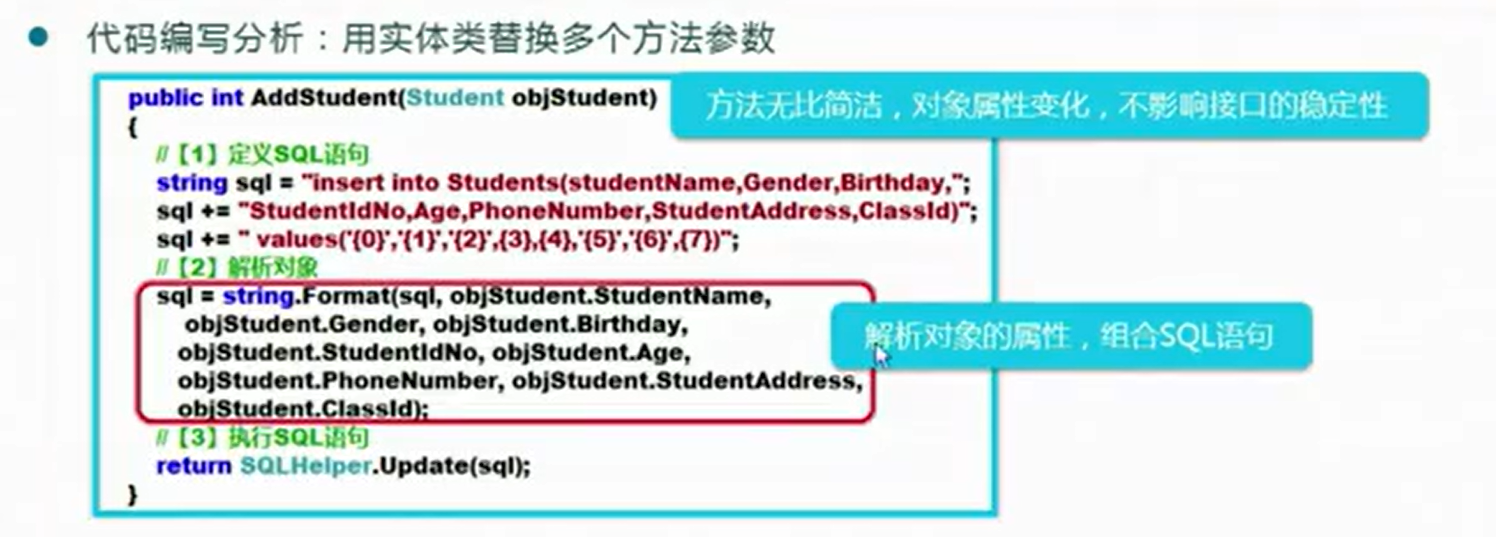 代码编写分析：用实体类替换多个方法参数
public int AddStudent(Student objStudent)
方法无比简洁，对象属性变化，不影响接口的稳定性
{
//【1】定义SQL语句
string sql = "insert into Students(studentName,Gender,Birthday,";
sql += "StudentIdNo,Age,PhoneNumber,StudentAddress,ClassId)";
sql += " values('{0}','{1}','{2}',{3},{4},'{5}','{6}',{7})";
//【2】解析对象
sql = string.Format(sql, objStudent.StudentName,
objStudent.Gender, objStudent.Birthday,
解析对象的属性，组合SQL语句
objStudent.StudentIdNo, objStudent.Age,
objStudent.PhoneNumber, objStudent.StudentAddress,
objStudent.ClassId);
//【3】执行SQL语句
return SQLHelper.Update(sql);
}